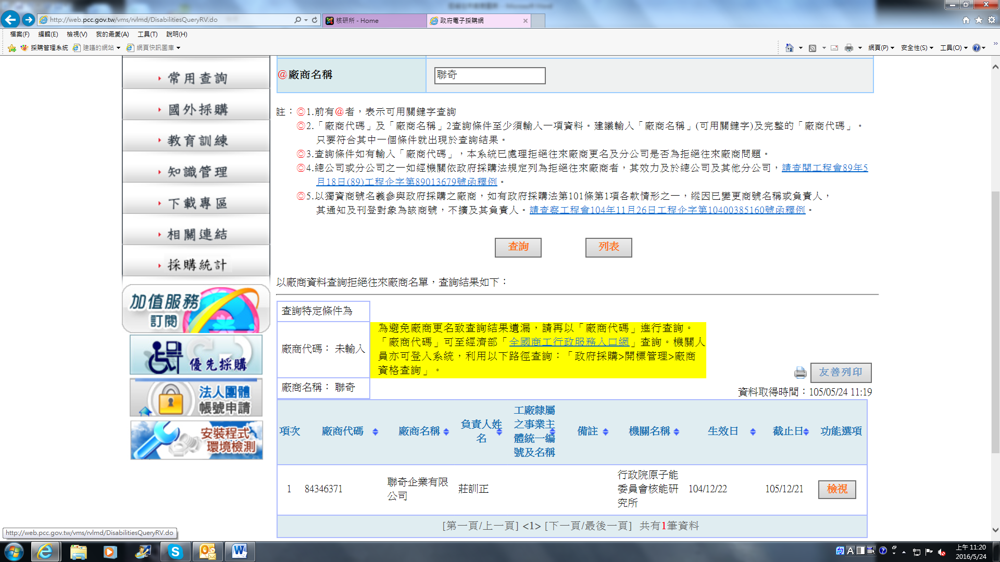 http://web.pcc.gov.tw/vms/rvlmd/DisabilitiesQueryRV.do
核研所 - Home
政府電子採購網
檔案(F) 編輯(E) 檢視(V) 我的最愛(A) 工具(T) 說明(H)
採購管理系統 建議的網站 網頁快訊圖庫
網頁(P) 安全性(S) 工具(O)
常用查詢
國外採購
教育訓練
知識管理
下載專區
相關連結
採購統計
加值服務
訂閱
優先採購
法人團體
帳號申請
安裝程式
環境檢測
@廠商名稱 聯奇
註：◎1.前有@者，表示可用關鍵字查詢
◎2.「廠商代碼」及「廠商名稱」2查詢條件至少須輸入一項資料。建議輸入「廠商名稱」(可用關鍵字)及完整的「廠商代碼」。
只要符合其中一個條件就出現於查詢結果。
◎3.查詢條件如有輸入「廠商代碼」，本系統已處理拒絕往來廠商更名及分公司是否為拒絕往來廠商問題。
◎4.總公司或分公司之一如經機關依政府採購法規定列為拒絕往來廠商者，其效力及於總公司及其他分公司，請查閱工程會89年5
月18日(89)工程企字第89013679號函釋例。
◎5.以獨資商號名義參與政府採購之廠商，如有政府採購法第101條第1項各款情形之一，縱因已變更商號名稱或負責人，
其通知及刊登對象為該商號，不擴及其負責人。請查察工程會104年11月26日工程企字第10400385160號函釋例。
查詢 列表
以廠商資料查詢拒絕往來廠商名單，查詢結果如下：
查詢特定條件為
廠商代碼： 未輸入
廠商名稱： 聯奇
為避免廠商更名致查詢結果遺漏，請再以「廠商代碼」進行查詢。
「廠商代碼」可至經濟部「全國商工行政服務入口網」查詢。機關人
員亦可登入系統，利用以下路徑查詢：「政府採購>開標管理>廠商
資格查詢」。
友善列印
資料取得時間：105/05/24 11:19
項次 廠商代碼 廠商名稱 負責人姓名 工廠隸屬之事業主體統一編號及名稱 備註 機關名稱 生效日 截止日 功能選項
1 84346371 聯奇企業有限公司 莊訓正 行政院原子能委員會核能研究所 104/12/22 105/12/21 檢視
[第一頁/上一頁] <1> [下一頁/最後一頁] 共有1筆資料
http://web.pcc.gov.tw/vms/rvlmd/DisabilitiesQueryRV.do
上午 11:20
2016/5/24